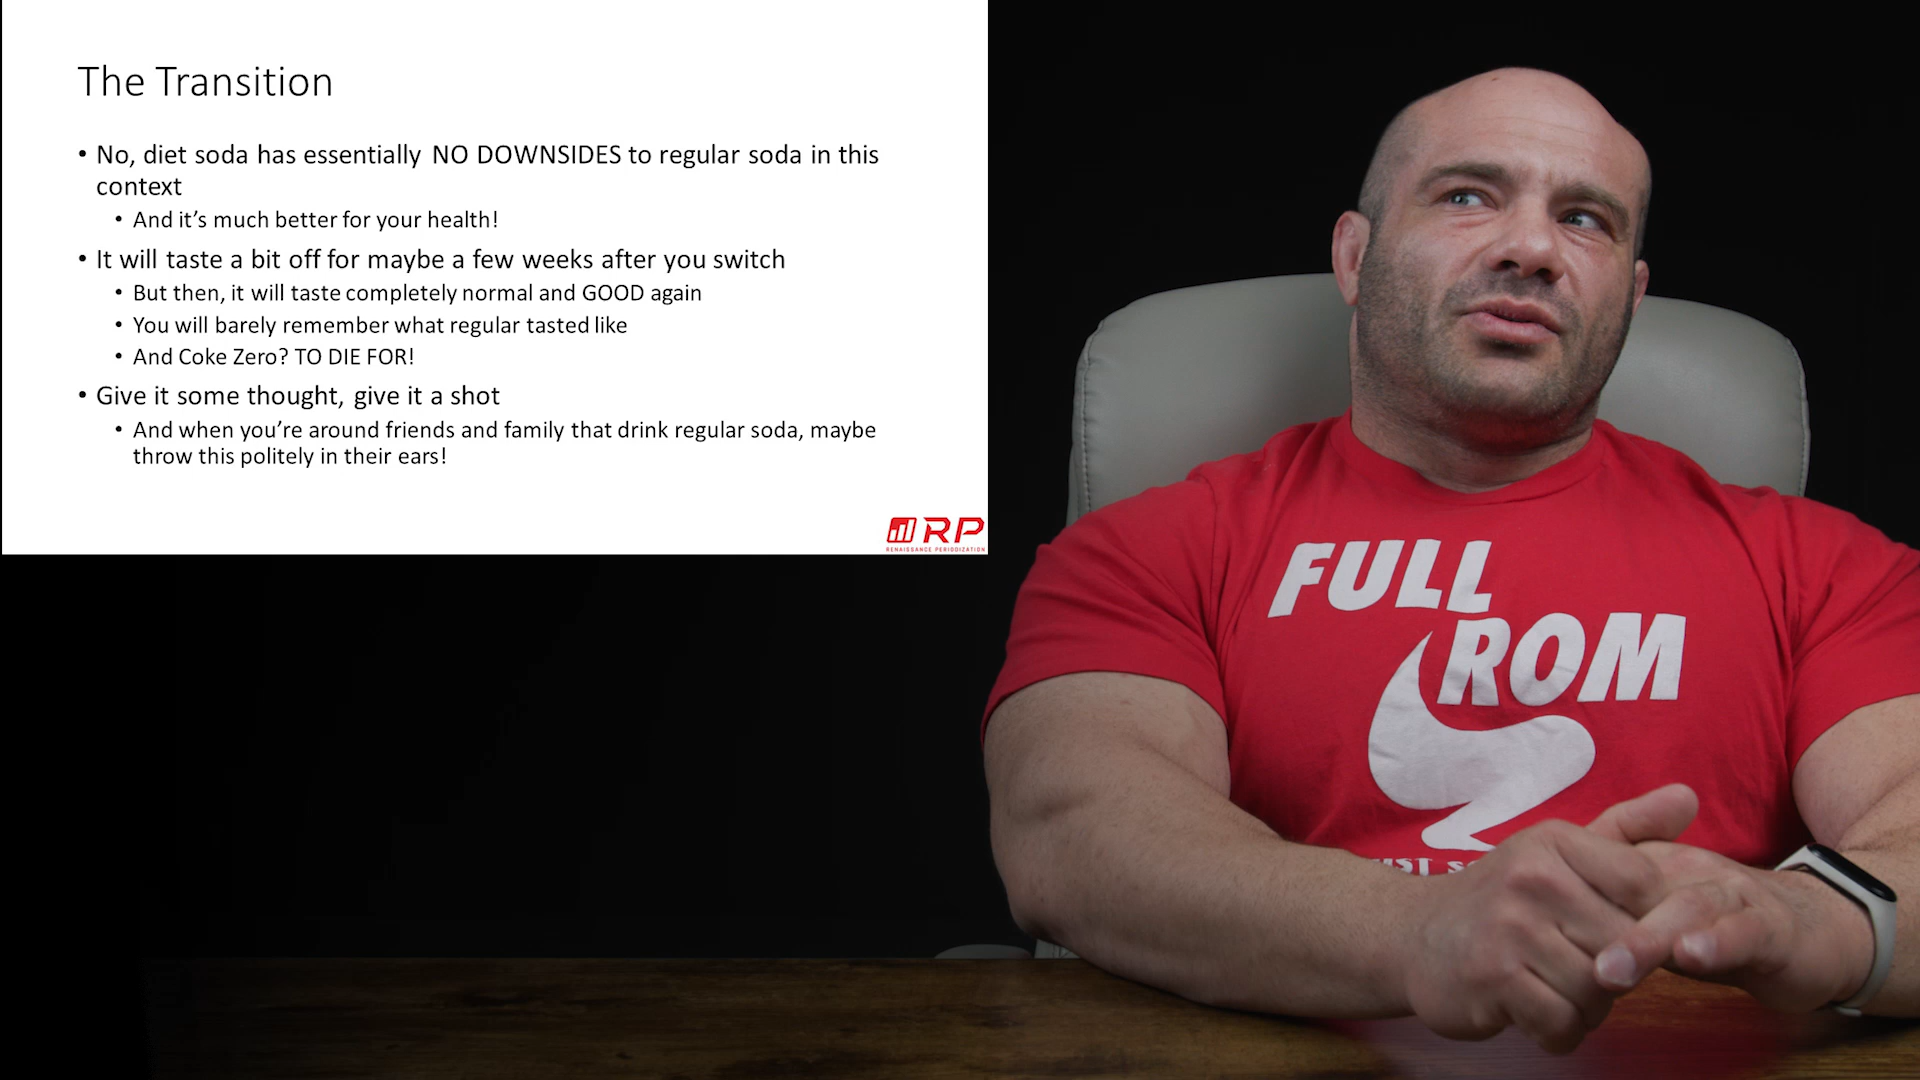 The Transition
• No, diet soda has essentially NO DOWNSIDES to regular soda in this
context
• And it’s much better for your health!
• It will taste a bit off for maybe a few weeks after you switch
• But then, it will taste completely normal and GOOD again
• You will barely remember what regular tasted like
• And Coke Zero? TO DIE FOR!
• Give it some thought, give it a shot
• And when you’re around friends and family that drink regular soda, maybe
throw this politely in their ears!
RP
RENAISSANCE PERIODIZATION
FULL
ROM